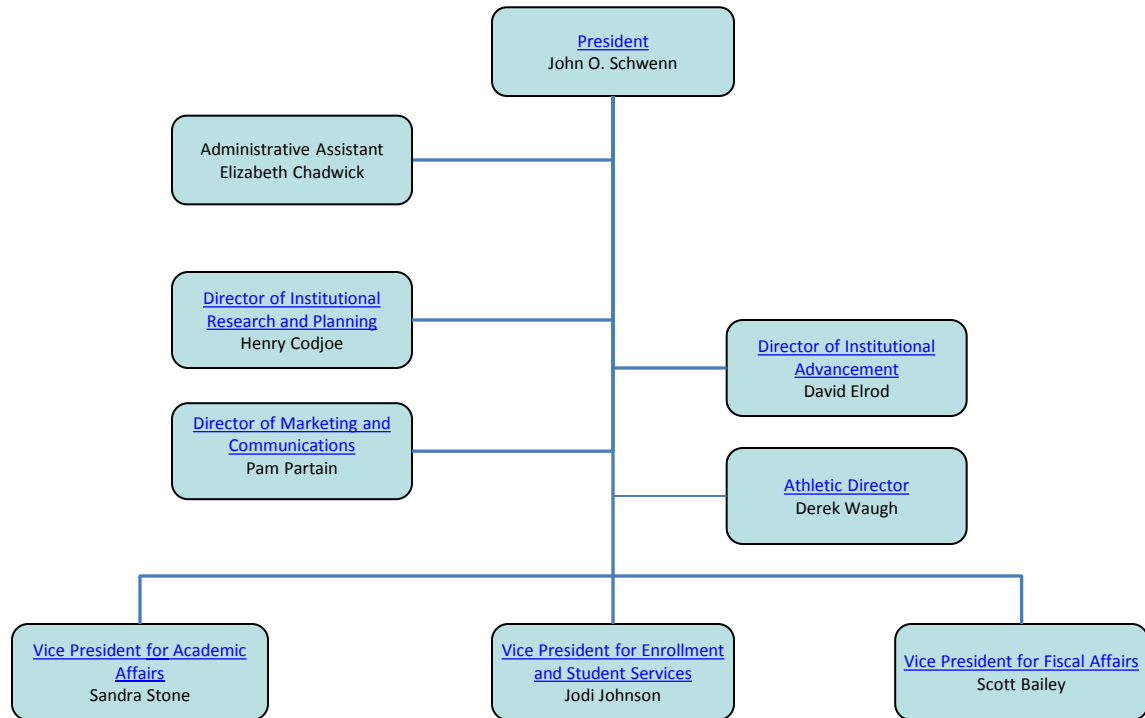 President
John O. Schwenn
Administrative Assistant
Elizabeth Chadwick
Director of Institutional
Research and Planning
Henry Codjoe
Director of Institutional
Advancement
David Elrod
Director of Marketing and
Communications
Pam Partain
Athletic Director
Derek Waugh
Vice President for Academic
Affairs
Sandra Stone
Vice President for Enrollment
and Student Services
Jodi Johnson
Vice President for Fiscal Affairs
Scott Bailey